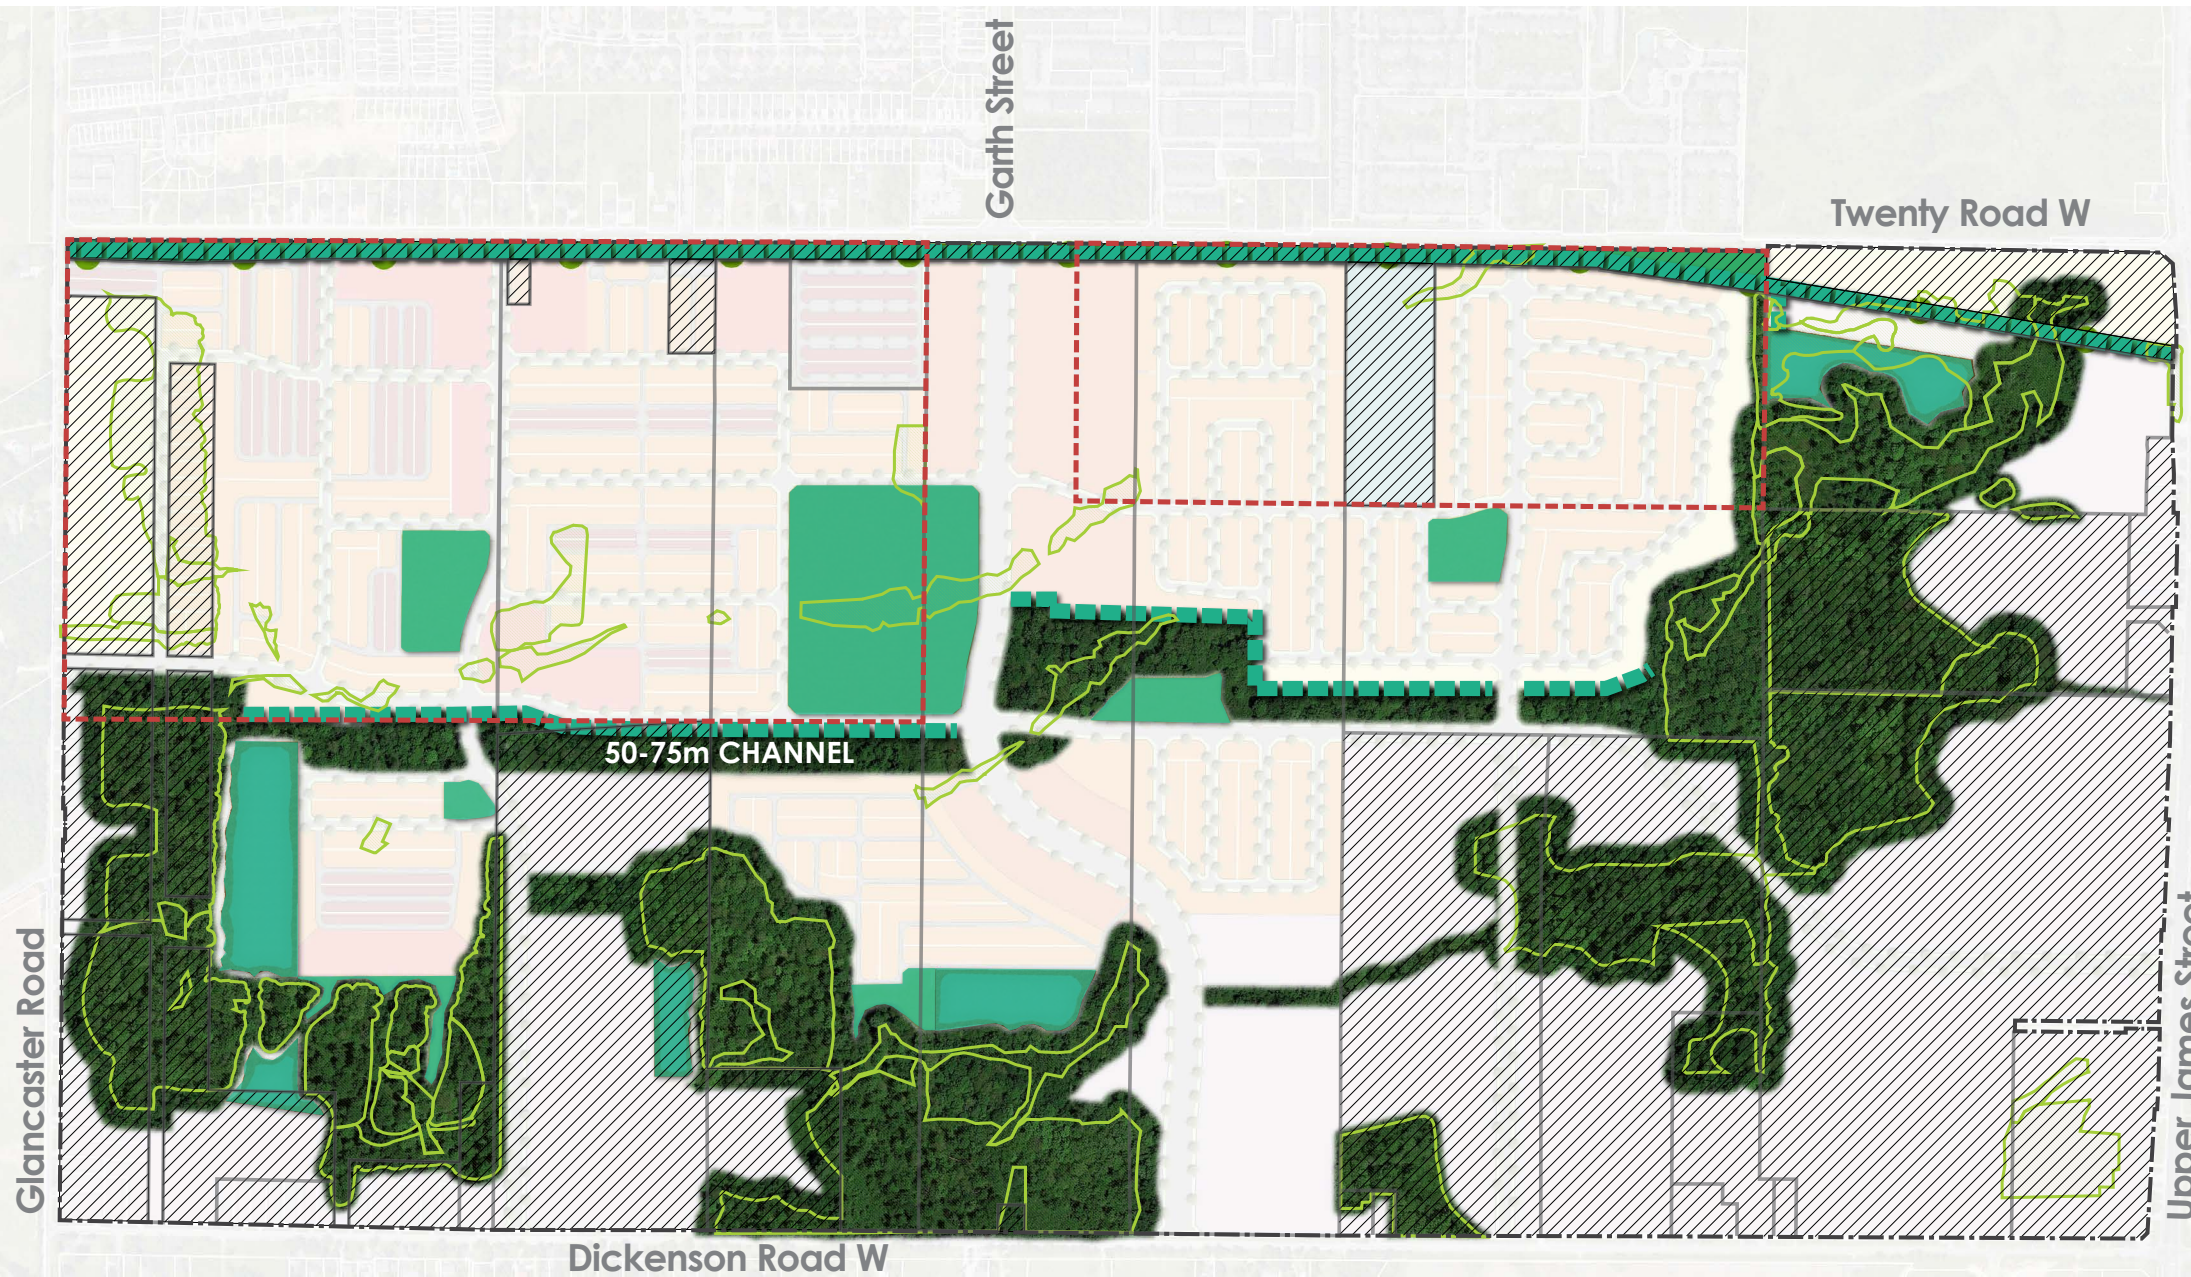 Garth Street
Twenty Road W
50-75m CHANNEL
Glancaster Road
Upper James Street
Dickenson Road W